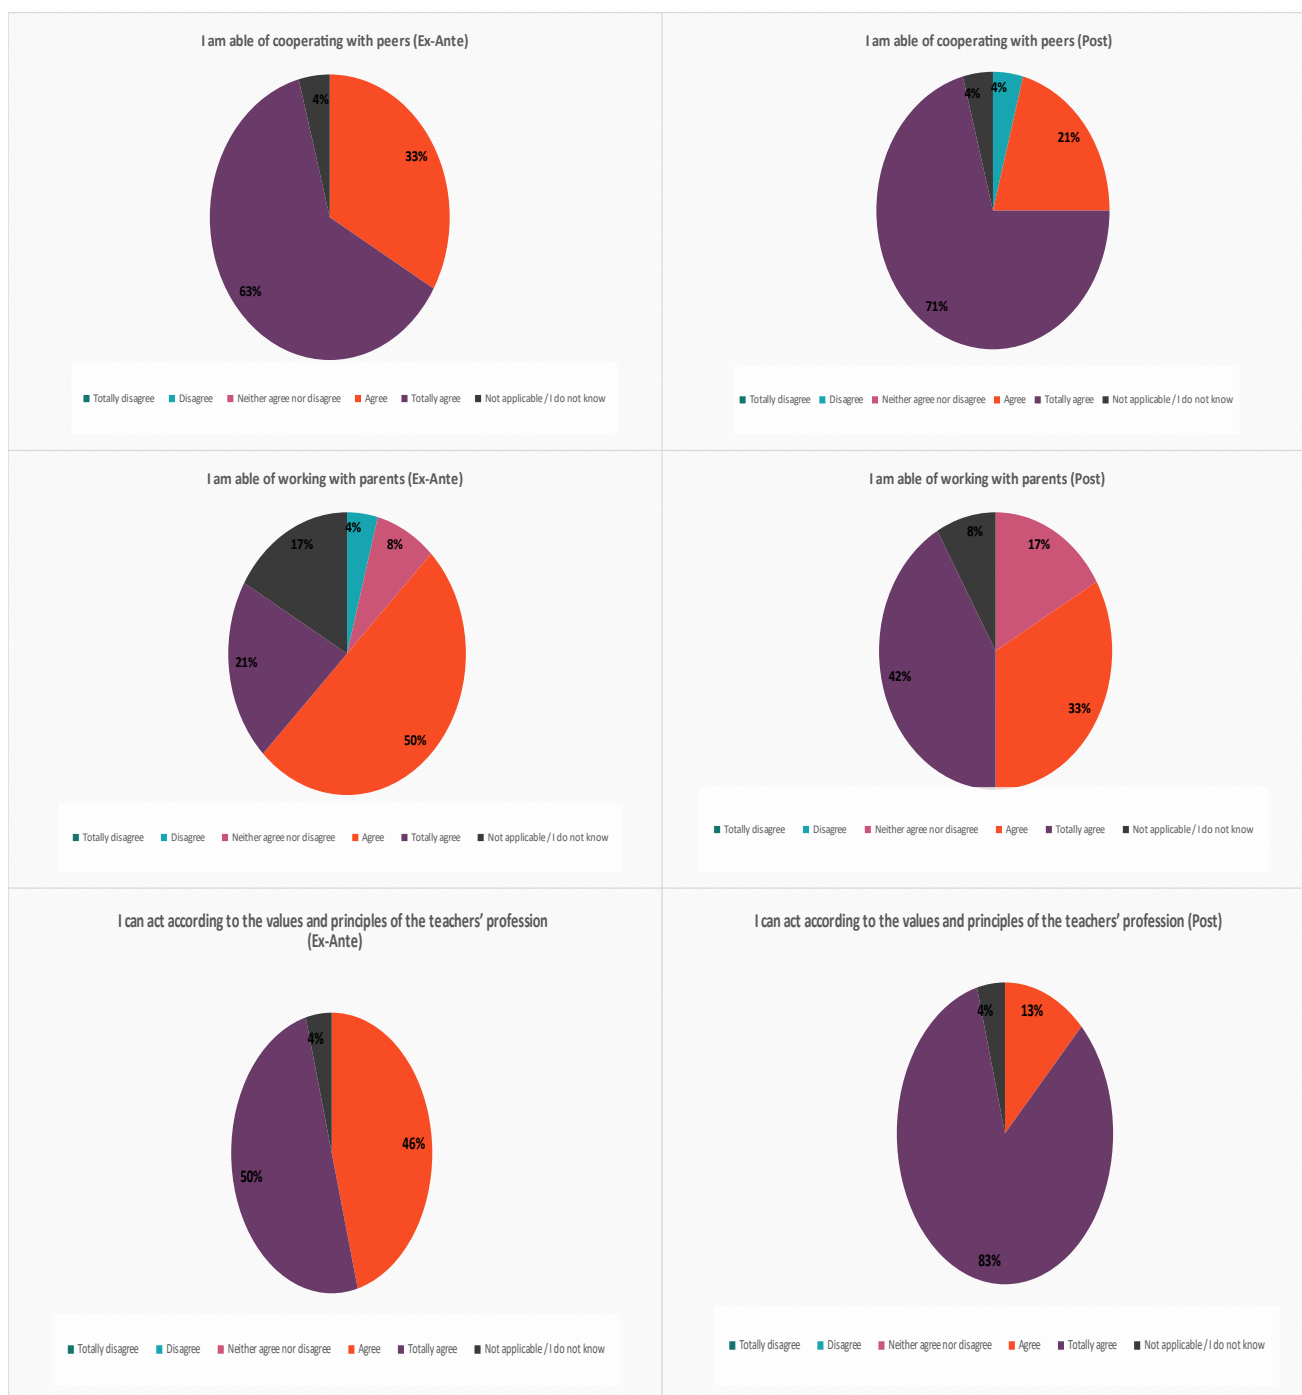 I am able of cooperating with peers (Ex-Ante)
4%
33%
63%
Totally disagree Disagree Neither agree nor disagree Agree Totally agree Not applicable / I do not know
I am able of cooperating with peers (Post)
4% 4%
21%
71%
Totally disagree Disagree Neither agree nor disagree Agree Totally agree Not applicable / I do not know
I am able of working with parents (Ex-Ante)
4%
17% 8%
21%
50%
Totally disagree Disagree Neither agree nor disagree Agree Totally agree Not applicable / I do not know
I am able of working with parents (Post)
8% 17%
42%
33%
Totally disagree Disagree Neither agree nor disagree Agree Totally agree Not applicable / I do not know
I can act according to the values and principles of the teachers’ profession
(Ex-Ante)
4%
46%
50%
Totally disagree Disagree Neither agree nor disagree Agree Totally agree Not applicable / I do not know
I can act according to the values and principles of the teachers’ profession (Post)
4% 13%
83%
Totally disagree Disagree Neither agree nor disagree Agree Totally agree Not applicable / I do not know